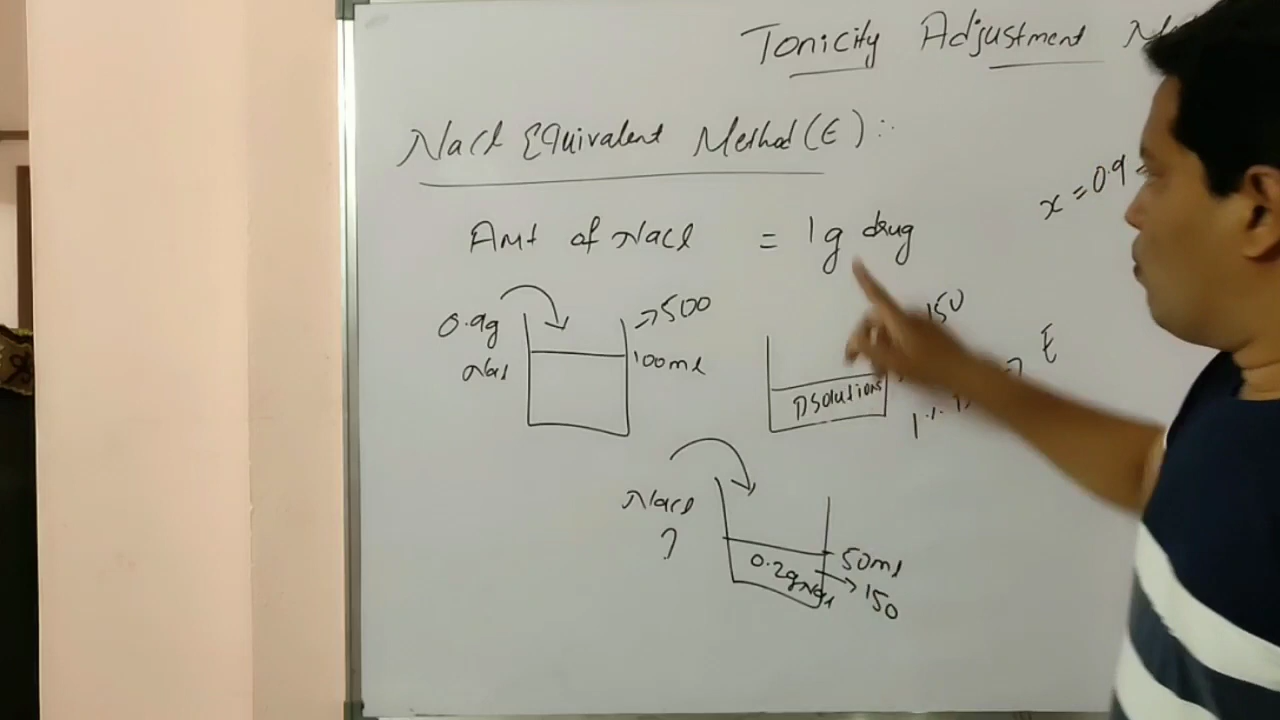 Tonicity Adjustment
NaCl Equivalent Method (E) :-
x = 0.9 -
Amt of NaCl = 1g drug
0.9g
NaCl
→ 500
100ml
150
E
D solutions
1%
NaCl
?
50ml
0.2g NaCl
→ 150